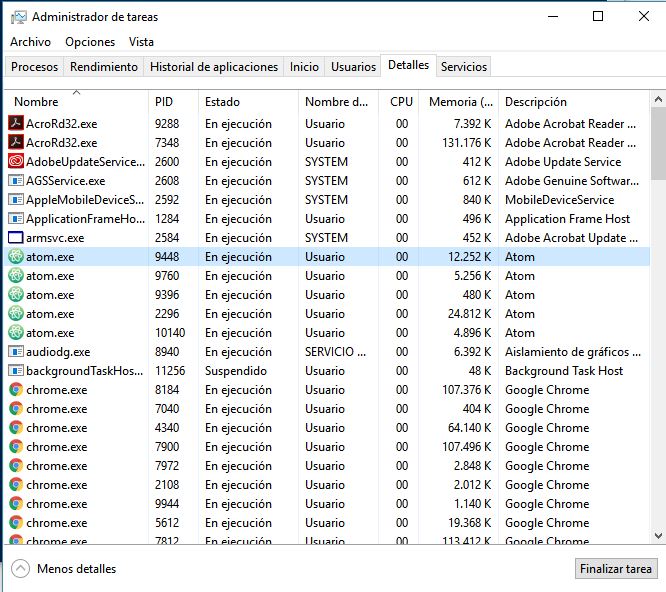 Administrador de tareas
Archivo Opciones Vista
Procesos Rendimiento Historial de aplicaciones Inicio Usuarios Detalles Servicios
Nombre PID Estado Nombre d... CPU Memoria (... Descripción
AcroRd32.exe 9288 En ejecución Usuario 00 7.392 K Adobe Acrobat Reader ...
AcroRd32.exe 7348 En ejecución Usuario 00 131.176 K Adobe Acrobat Reader ...
AdobeUpdateService... 2600 En ejecución SYSTEM 00 412 K Adobe Update Service
AGSService.exe 2608 En ejecución SYSTEM 00 612 K Adobe Genuine Softwar...
AppleMobileDeviceS... 2592 En ejecución SYSTEM 00 840 K MobileDeviceService
ApplicationFrameHo... 1284 En ejecución Usuario 00 496 K Application Frame Host
armsvc.exe 2584 En ejecución SYSTEM 00 452 K Adobe Acrobat Update ...
atom.exe 9448 En ejecución Usuario 00 12.252 K Atom
atom.exe 9760 En ejecución Usuario 00 5.256 K Atom
atom.exe 9396 En ejecución Usuario 00 480 K Atom
atom.exe 2296 En ejecución Usuario 00 24.812 K Atom
atom.exe 10140 En ejecución Usuario 00 4.896 K Atom
audiodg.exe 8940 En ejecución SERVICIO ... 00 6.392 K Aislamiento de gráficos ...
backgroundTaskHos... 11256 Suspendido Usuario 00 48 K Background Task Host
chrome.exe 8184 En ejecución Usuario 00 107.376 K Google Chrome
chrome.exe 7040 En ejecución Usuario 00 404 K Google Chrome
chrome.exe 4340 En ejecución Usuario 00 64.140 K Google Chrome
chrome.exe 7900 En ejecución Usuario 00 107.496 K Google Chrome
chrome.exe 7972 En ejecución Usuario 00 2.848 K Google Chrome
chrome.exe 2108 En ejecución Usuario 00 2.012 K Google Chrome
chrome.exe 9944 En ejecución Usuario 00 1.140 K Google Chrome
chrome.exe 5612 En ejecución Usuario 00 19.368 K Google Chrome
chrome.exe 7812 En ejecución Usuario 00 113.412 K Google Chrome
Menos detalles Finalizar tarea